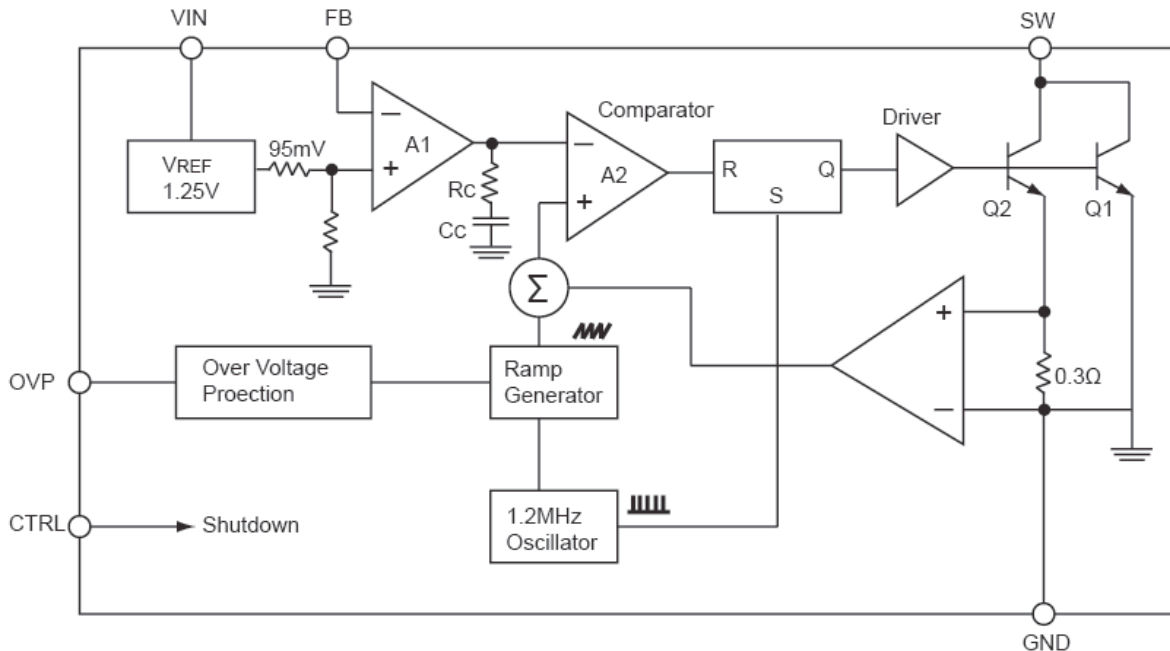 VIN
FB
SW
VREF
1.25V
95mV
−
+
A1
Rc
Cc
Comparator
−
+
A2
R
S
Q
Driver
Q2
Q1
Σ
+
−
0.3Ω
OVP
Over Voltage
Proection
Ramp
Generator
CTRL
Shutdown
1.2MHz
Oscillator
GND